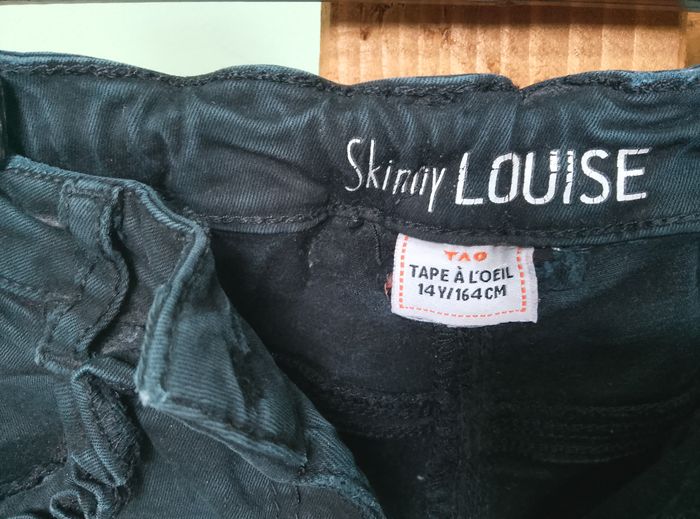 Skinny LOUISE
TAO
TAPE À L'OEIL
14Y/164CM